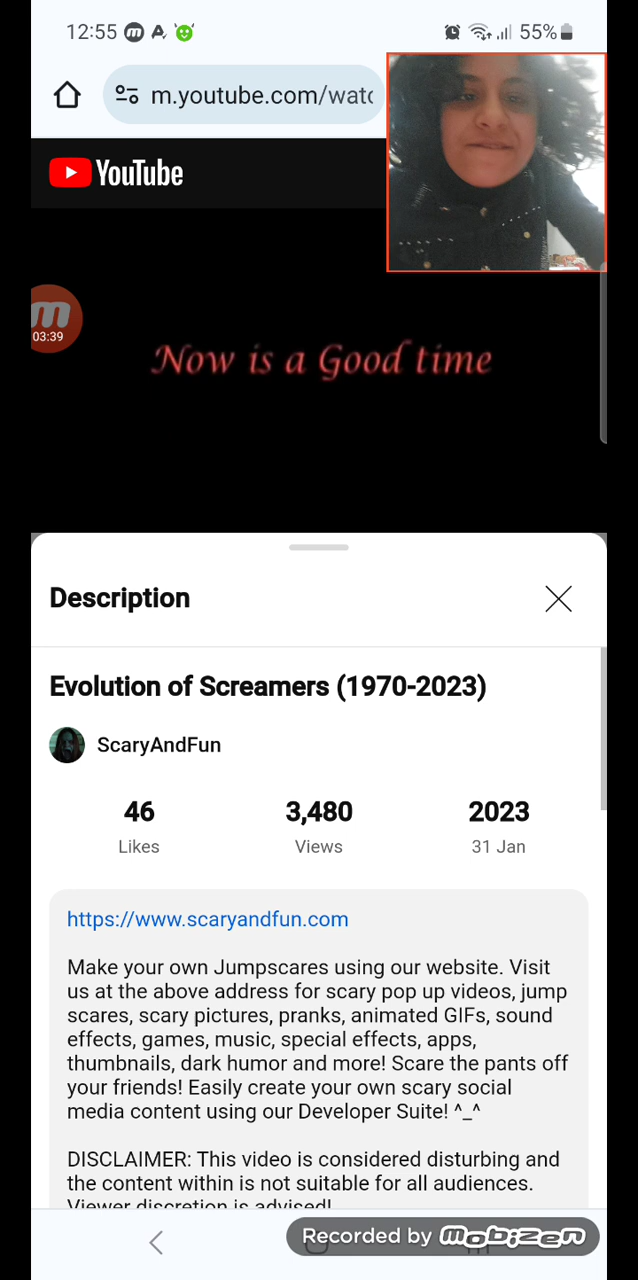 12:55
55%
m.youtube.com/watc
YouTube
03:39
Now is a Good time
Description
Evolution of Screamers (1970-2023)
ScaryAndFun
46 3,480 2023
Likes Views 31 Jan
https://www.scaryandfun.com
Make your own Jumpscares using our website. Visit
us at the above address for scary pop up videos, jump
scares, scary pictures, pranks, animated GIFs, sound
effects, games, music, special effects, apps,
thumbnails, dark humor and more! Scare the pants off
your friends! Easily create your own scary social
media content using our Developer Suite! ^_^
DISCLAIMER: This video is considered disturbing and
the content within is not suitable for all audiences.
Viewer discretion is advised!
Recorded by mobizen